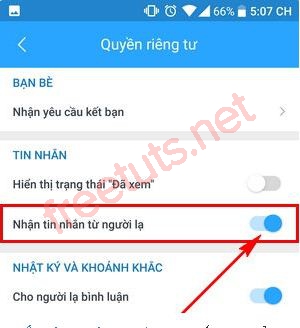 66% 5:07 CH
Quyền riêng tư
BẠN BÈ
Nhận yêu cầu kết bạn
freetuts.net
TIN NHẮN
Hiển thị trạng thái "Đã xem"
Nhận tin nhắn từ người lạ
NHẬT KÝ VÀ KHOẢNH KHẮC
Cho người lạ bình luận